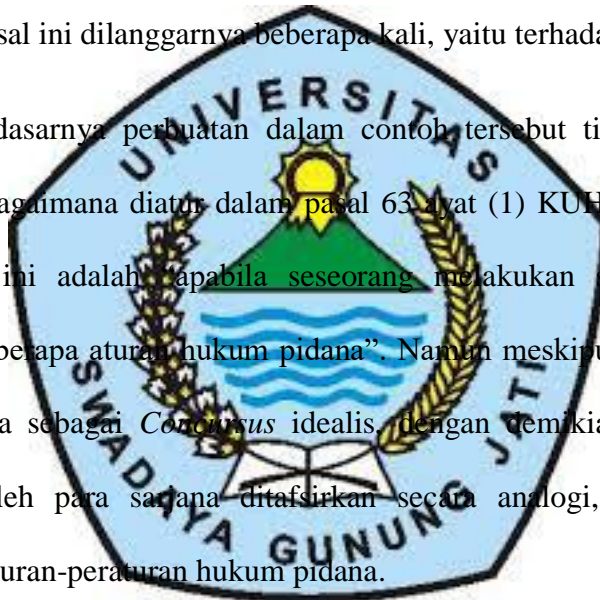 sal ini dilanggarnya beberapa kali, yaitu terhada
UNIVERSITAS
dasarnya perbuatan dalam contoh tersebut ti
agaimana diatur dalam pasal 63 ayat (1) KUH
ini adalah "apabila seseorang melakukan
berapa aturan hukum pidana". Namun meskipu
a sebagai Concursus idealis, dengan demikia
leh para sarjana ditafsirkan secara analogi,
uran-peraturan hukum pidana.
SWADAYA GUNUNG JATI